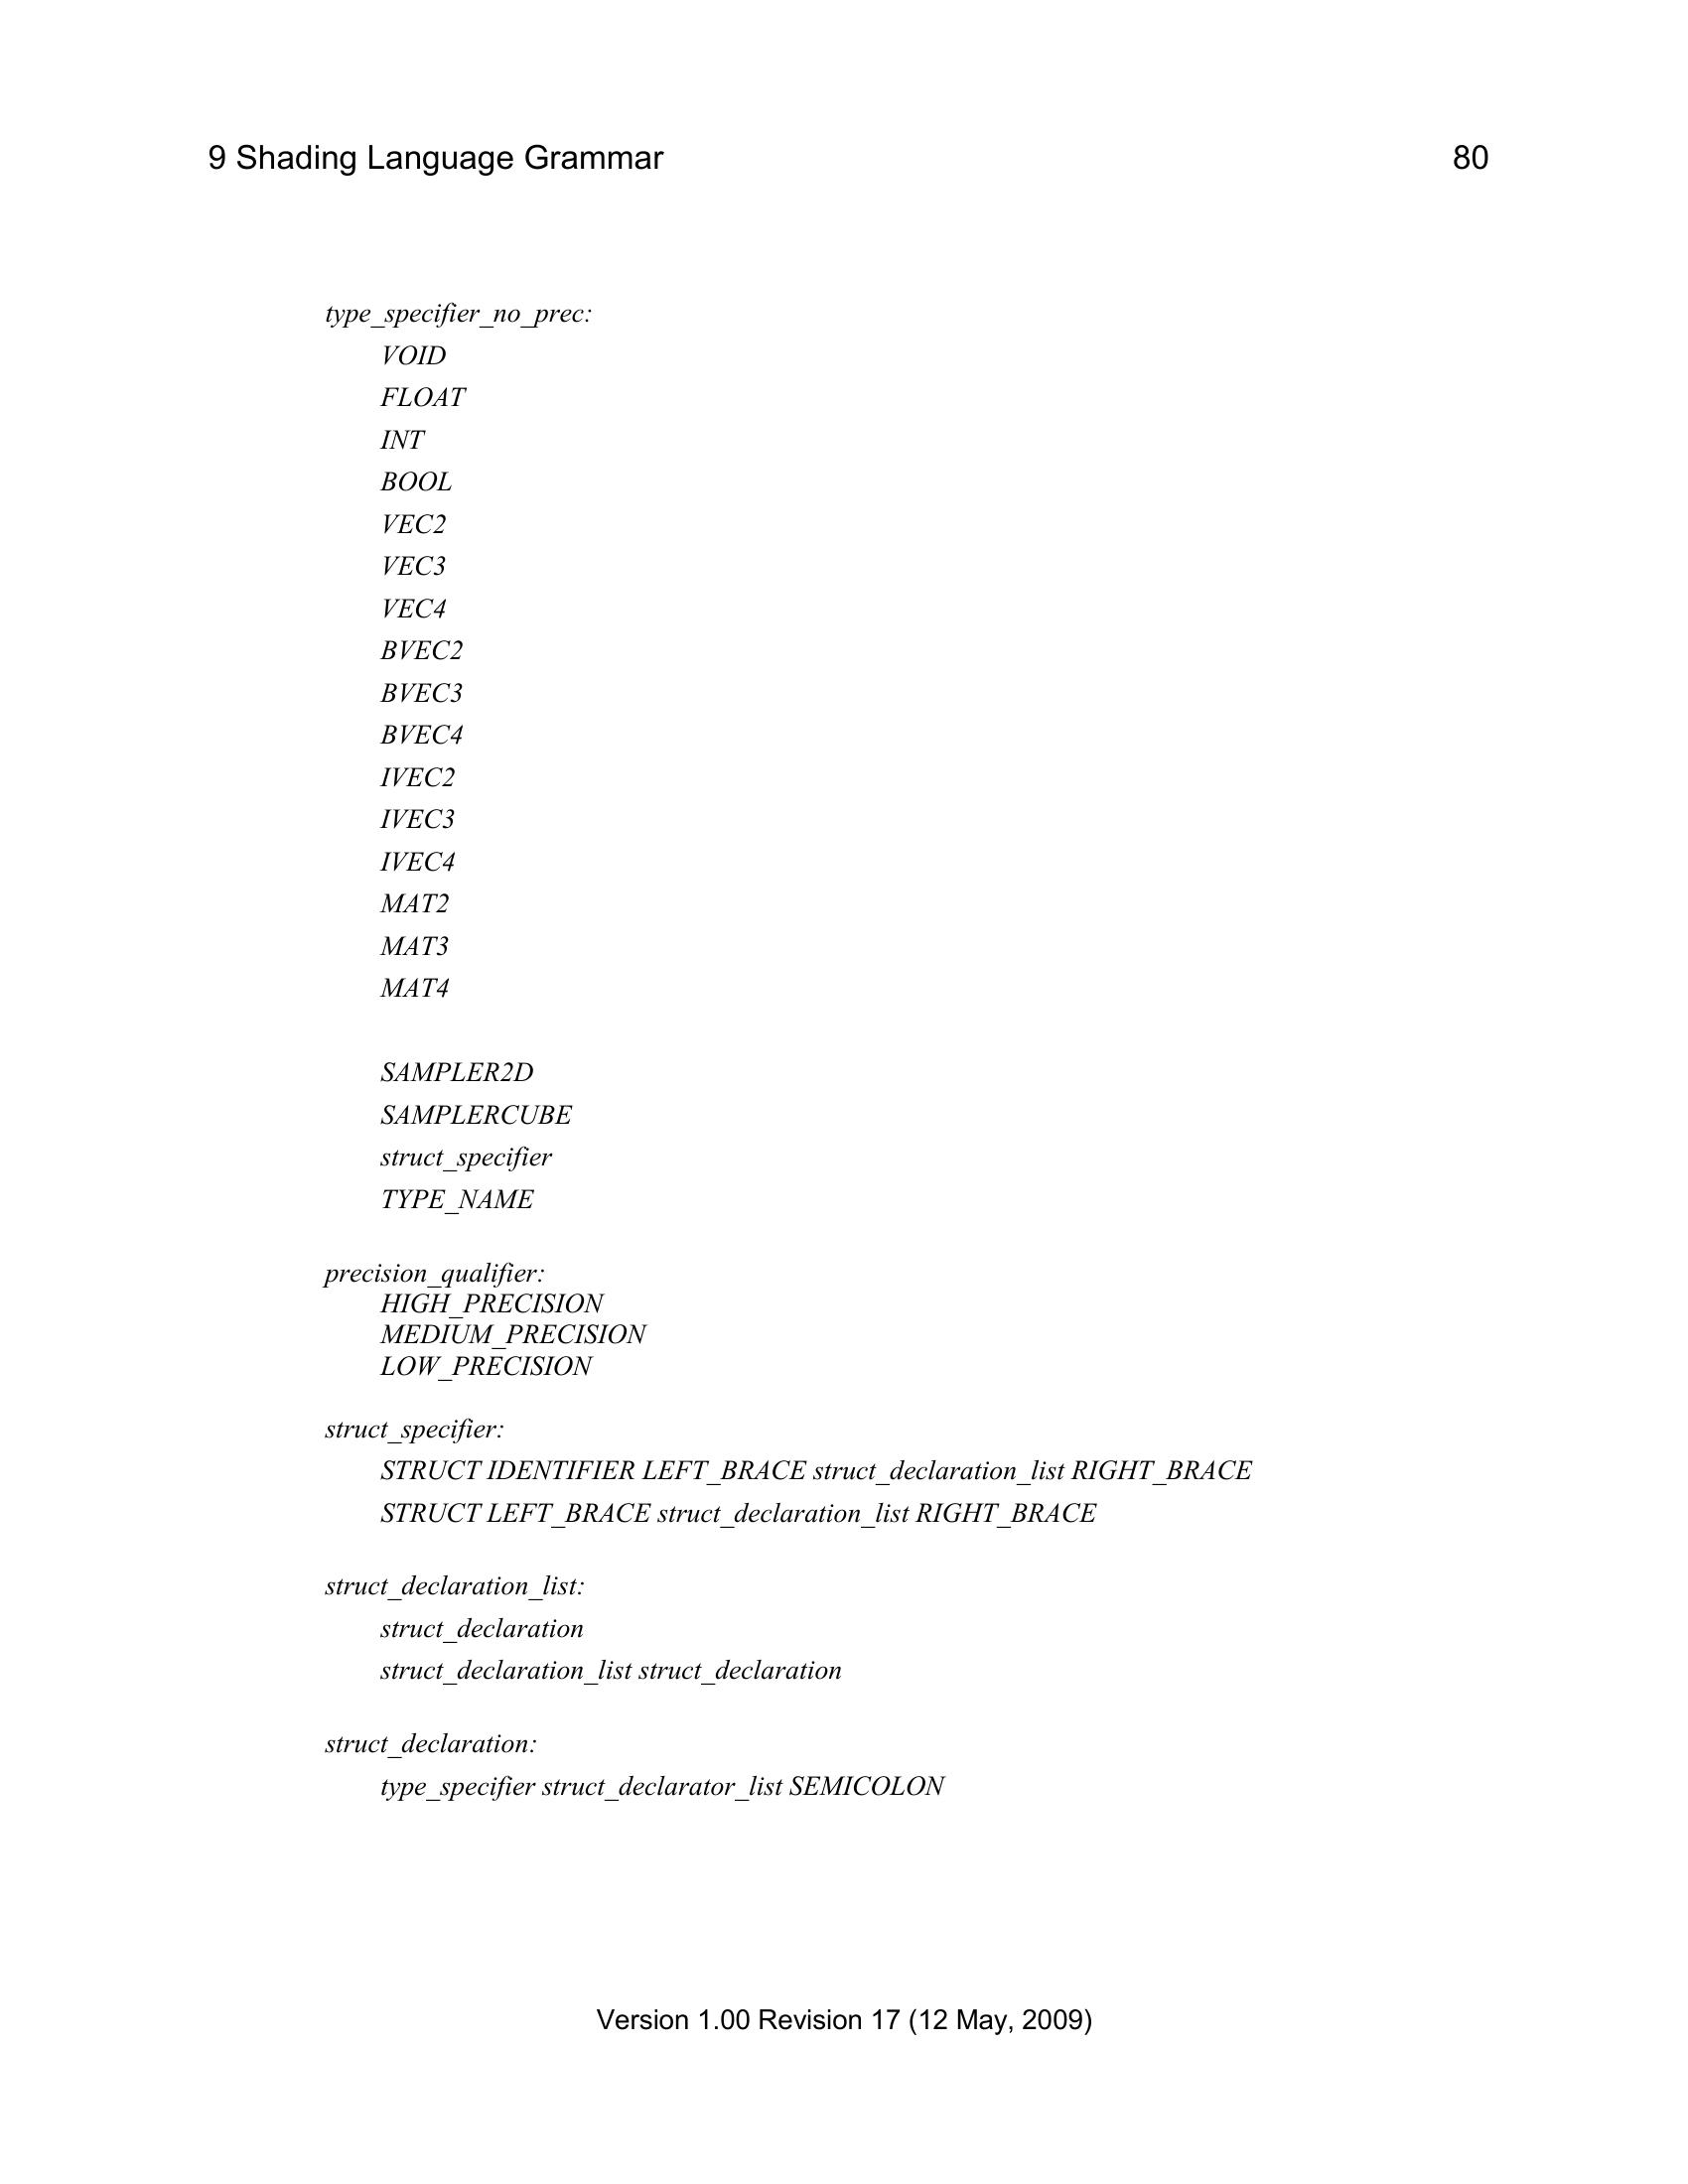 9 Shading Language Grammar 80
type_specifier_no_prec:
VOID
FLOAT
INT
BOOL
VEC2
VEC3
VEC4
BVEC2
BVEC3
BVEC4
IVEC2
IVEC3
IVEC4
MAT2
MAT3
MAT4
SAMPLER2D
SAMPLERCUBE
struct_specifier
TYPE_NAME
precision_qualifier:
HIGH_PRECISION
MEDIUM_PRECISION
LOW_PRECISION
struct_specifier:
STRUCT IDENTIFIER LEFT_BRACE struct_declaration_list RIGHT_BRACE
STRUCT LEFT_BRACE struct_declaration_list RIGHT_BRACE
struct_declaration_list:
struct_declaration
struct_declaration_list struct_declaration
struct_declaration:
type_specifier struct_declarator_list SEMICOLON
Version 1.00 Revision 17 (12 May, 2009)